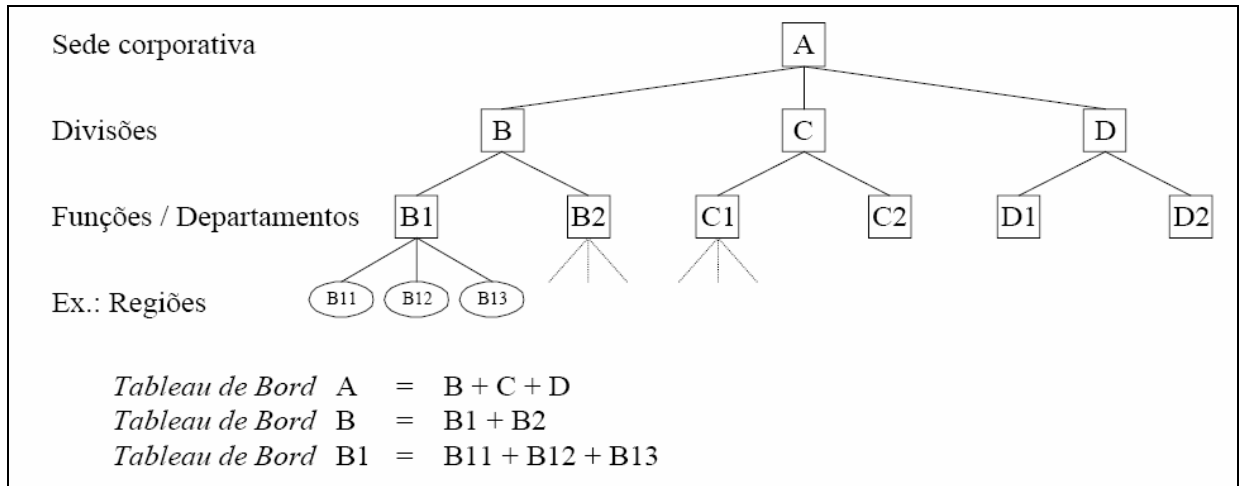 Sede corporativa A
Divisões B C D
Funções / Departamentos B1 B2 C1 C2 D1 D2
Ex.: Regiões B11 B12 B13
Tableau de Bord A = B + C + D
Tableau de Bord B = B1 + B2
Tableau de Bord B1 = B11 + B12 + B13